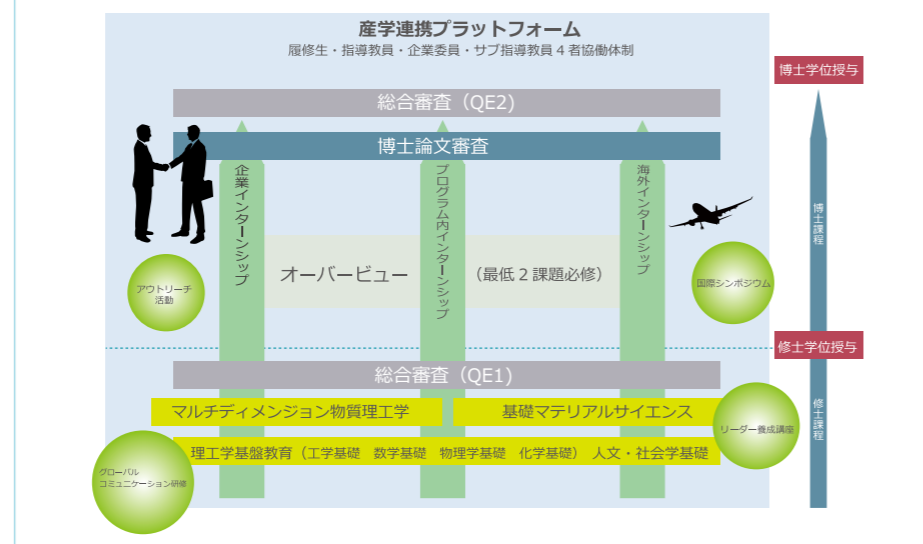 産学連携プラットフォーム
履修生・指導教員・企業委員・サブ指導教員 4 者協働体制
博士学位授与
総合審査（QE2)
博士論文審査
企業インターンシップ
プログラム内インターンシップ
海外インターンシップ
博士課程
オーバービュー
（最低 2 課題必修）
アウトリーチ
活動
国際シンポジウム
修士学位授与
総合審査（QE1)
マルチディメンジョン物質理工学
基礎マテリアルサイエンス
修士課程
リーダー養成講座
理工学基盤教育（工学基礎　数学基礎　物理学基礎　化学基礎）　人文・社会学基礎
グローバル
コミュニケーション研修